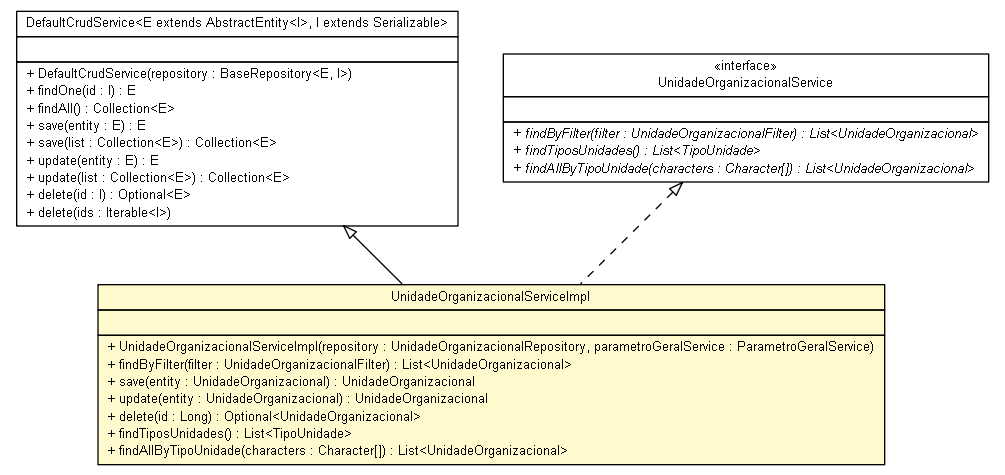 DefaultCrudService<E extends AbstractEntity<I>, I extends Serializable>
+ DefaultCrudService(repository : BaseRepository<E, I>)
+ findOne(id : I) : E
+ findAll() : Collection<E>
+ save(entity : E) : E
+ save(list : Collection<E>) : Collection<E>
+ update(entity : E) : E
+ update(list : Collection<E>) : Collection<E>
+ delete(id : I) : Optional<E>
+ delete(ids : Iterable<I>)
«interface»
UnidadeOrganizacionalService
+ findByFilter(filter : UnidadeOrganizacionalFilter) : List<UnidadeOrganizacional>
+ findTiposUnidades() : List<TipoUnidade>
+ findAllByTipoUnidade(characters : Character[]) : List<UnidadeOrganizacional>
UnidadeOrganizacionalServiceImpl
+ UnidadeOrganizacionalServiceImpl(repository : UnidadeOrganizacionalRepository, parametroGeralService : ParametroGeralService)
+ findByFilter(filter : UnidadeOrganizacionalFilter) : List<UnidadeOrganizacional>
+ save(entity : UnidadeOrganizacional) : UnidadeOrganizacional
+ update(entity : UnidadeOrganizacional) : UnidadeOrganizacional
+ delete(id : Long) : Optional<UnidadeOrganizacional>
+ findTiposUnidades() : List<TipoUnidade>
+ findAllByTipoUnidade(characters : Character[]) : List<UnidadeOrganizacional>